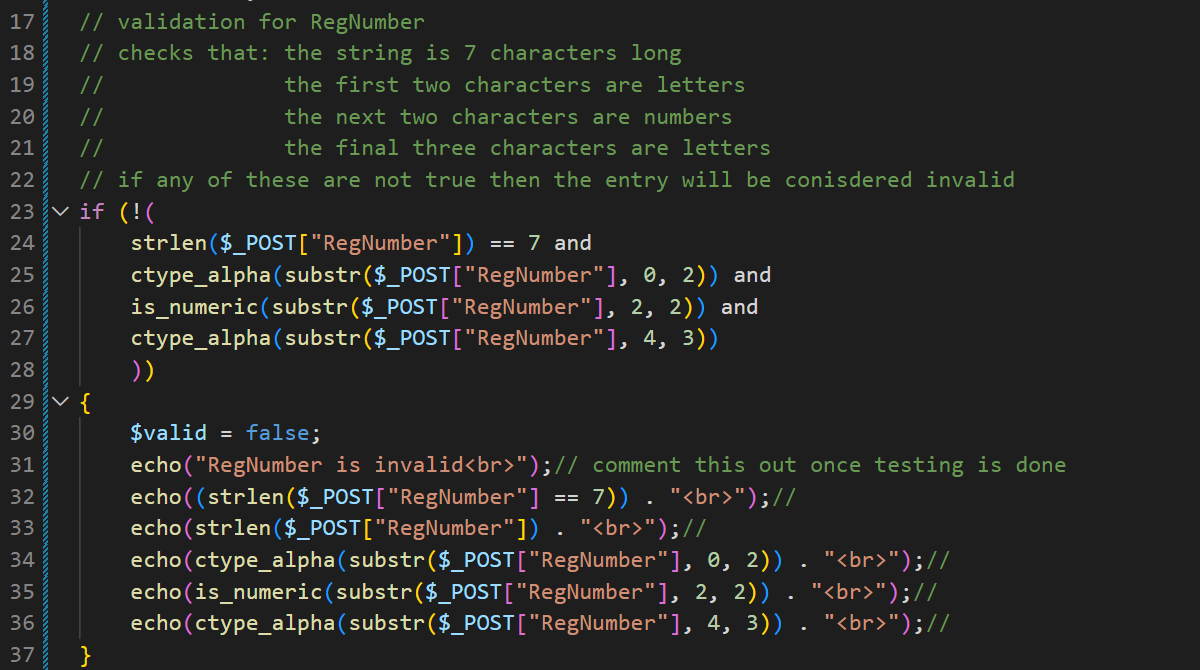 17 // validation for RegNumber
18 // checks that: the string is 7 characters long
19 //              the first two characters are letters
20 //              the next two characters are numbers
21 //              the final three characters are letters
22 // if any of these are not true then the entry will be conisdered invalid
23 if (!(
24     strlen($_POST["RegNumber"]) == 7 and
25     ctype_alpha(substr($_POST["RegNumber"], 0, 2)) and
26     is_numeric(substr($_POST["RegNumber"], 2, 2)) and
27     ctype_alpha(substr($_POST["RegNumber"], 4, 3))
28     ))
29 {
30     $valid = false;
31     echo("RegNumber is invalid<br>");// comment this out once testing is done
32     echo((strlen($_POST["RegNumber"] == 7)) . "<br>");//
33     echo(strlen($_POST["RegNumber"]) . "<br>");//
34     echo(ctype_alpha(substr($_POST["RegNumber"], 0, 2)) . "<br>");//
35     echo(is_numeric(substr($_POST["RegNumber"], 2, 2)) . "<br>");//
36     echo(ctype_alpha(substr($_POST["RegNumber"], 4, 3)) . "<br>");//
37 }